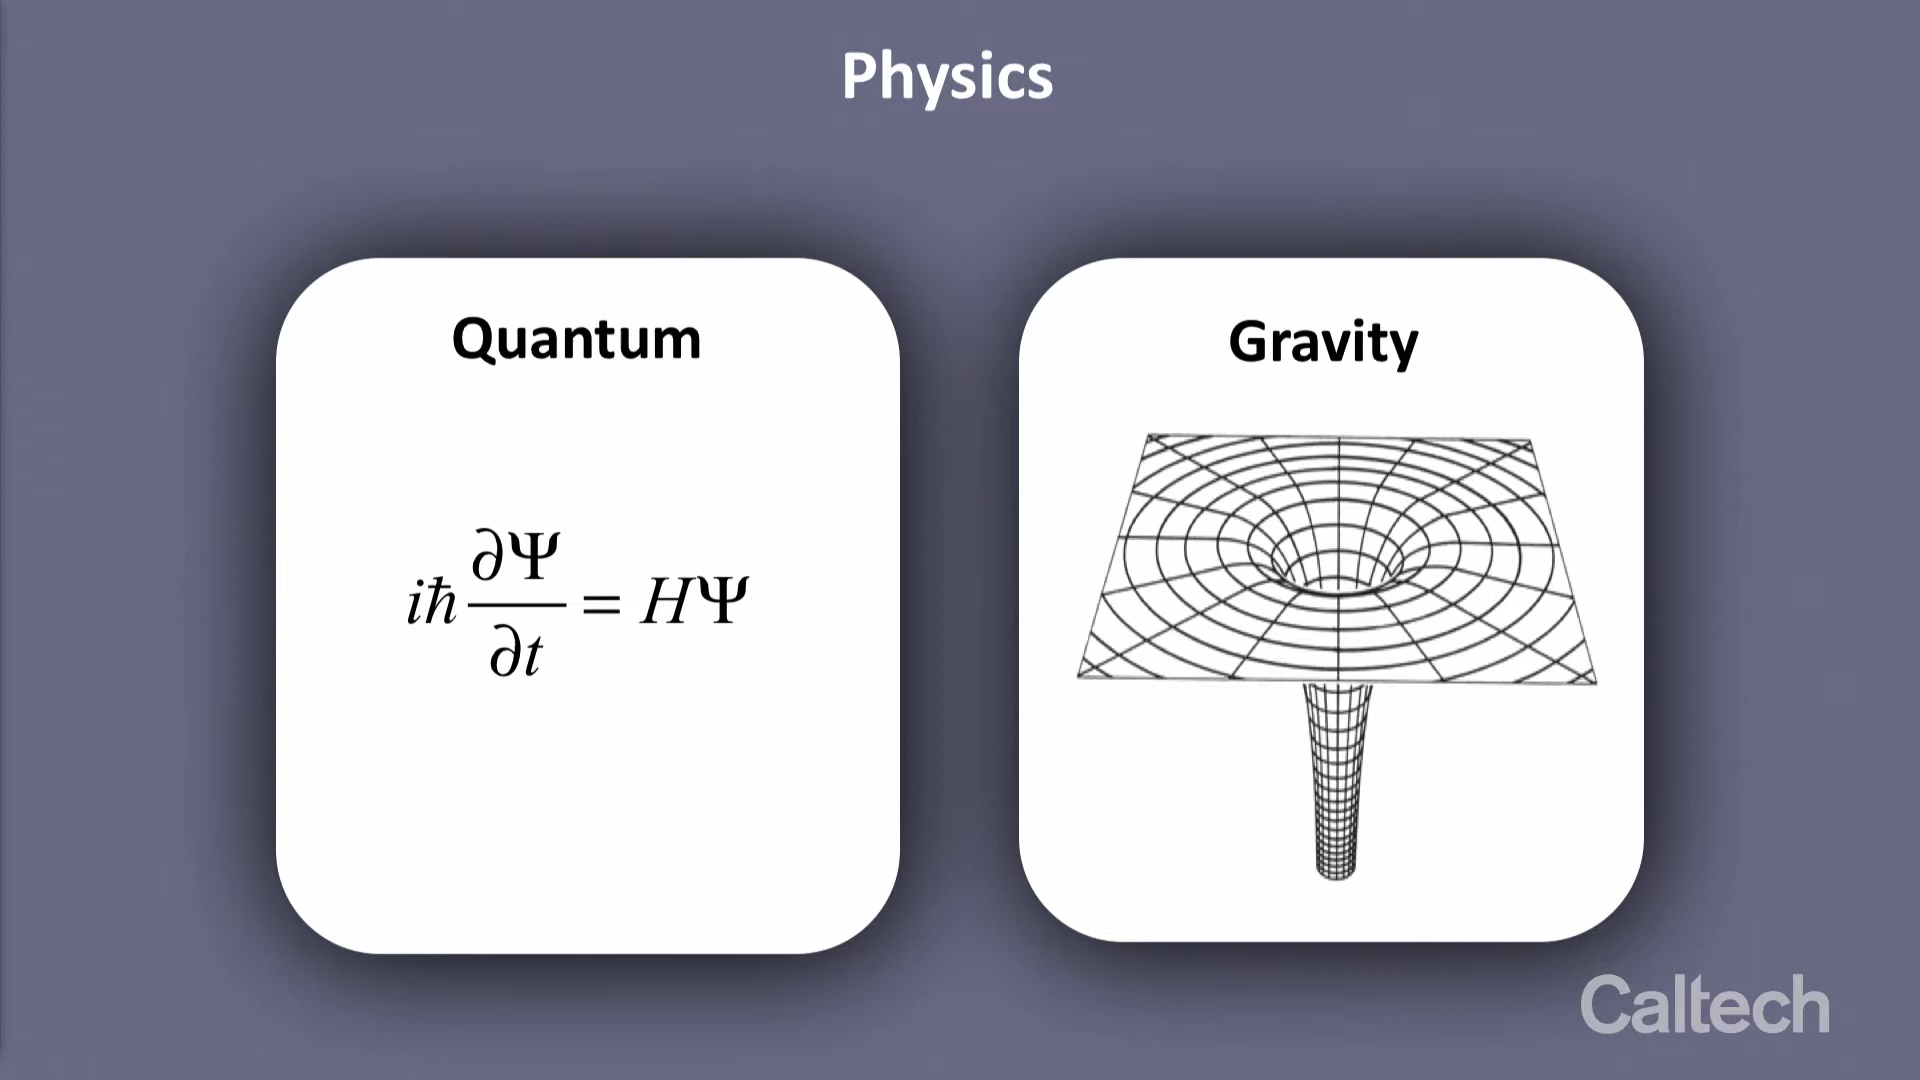 Physics
Quantum
iħ ∂Ψ/∂t = HΨ
Gravity
Caltech